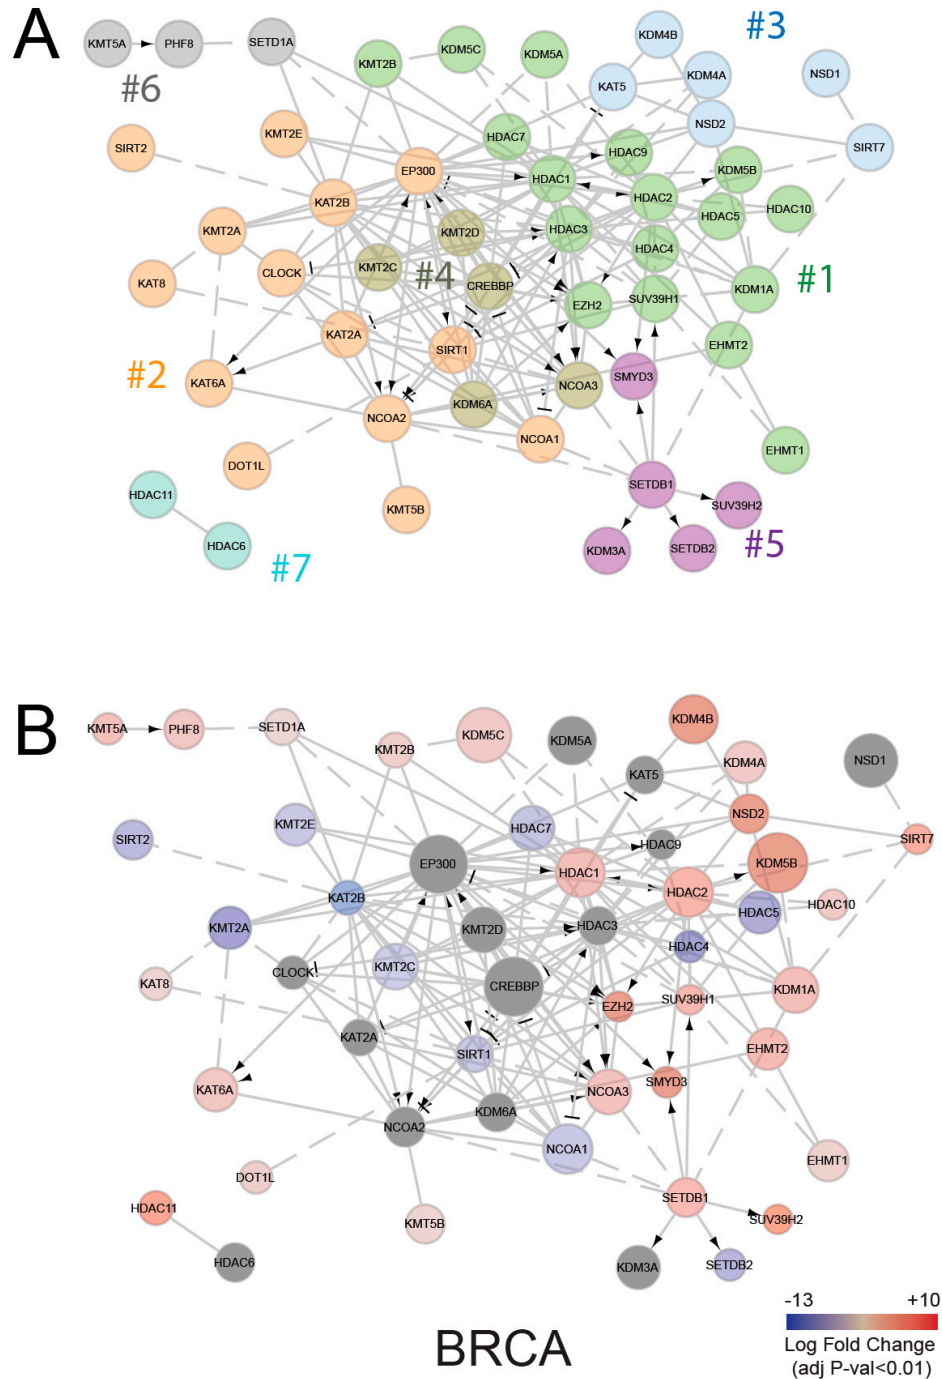 A
KMT5A
PHF8
SETD1A
#6
KMT2B
KDM5C
KDM5A
KDM4B
#3
KAT5
KDM4A
NSD1
NSD2
SIRT7
SIRT2
KMT2E
HDAC7
HDAC9
EP300
HDAC1
KDM5B
KAT2B
HDAC2
HDAC5
HDAC10
KMT2A
KMT2D
HDAC3
HDAC4
KAT8
CLOCK
KMT2C
#4
CREBBP
#1
EZH2
SUV39H1
KDM1A
KAT2A
SIRT1
EHMT2
#2
KAT6A
NCOA3
SMYD3
KDM6A
NCOA2
NCOA1
EHMT1
DOT1L
SETDB1
HDAC11
KMT5B
SUV39H2
HDAC6
#7
KDM3A
SETDB2
#5
B
KMT5A
PHF8
SETD1A
KMT2B
KDM5C
KDM5A
KDM4B
KAT5
KDM4A
NSD1
NSD2
SIRT7
SIRT2
KMT2E
HDAC7
HDAC9
EP300
HDAC1
KDM5B
KAT2B
HDAC2
HDAC5
HDAC10
KMT2A
KMT2D
HDAC3
HDAC4
KAT8
CLOCK
KMT2C
CREBBP
EZH2
SUV39H1
KDM1A
KAT2A
SIRT1
EHMT2
KAT6A
NCOA3
SMYD3
KDM6A
NCOA2
NCOA1
EHMT1
DOT1L
SETDB1
HDAC11
KMT5B
SUV39H2
HDAC6
KDM3A
SETDB2
-13 +10
Log Fold Change
(adj P-val<0.01)
BRCA